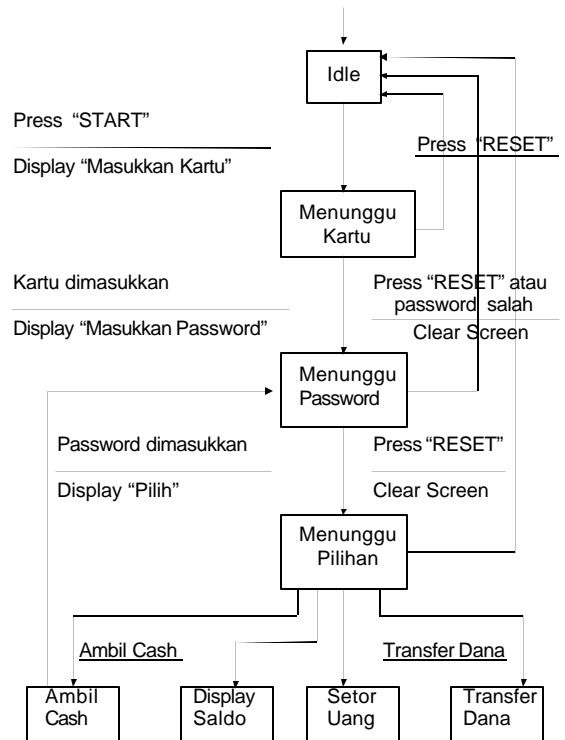 Idle
Press "START"
Press "RESET"
Display "Masukkan Kartu"
Menunggu
Kartu
Kartu dimasukkan
Press "RESET" atau
password salah
Display "Masukkan Password"
Clear Screen
Menunggu
Password
Password dimasukkan
Press "RESET"
Display "Pilih"
Clear Screen
Menunggu
Pilihan
Ambil Cash
Transfer Dana
Ambil
Cash
Display
Saldo
Setor
Uang
Transfer
Dana